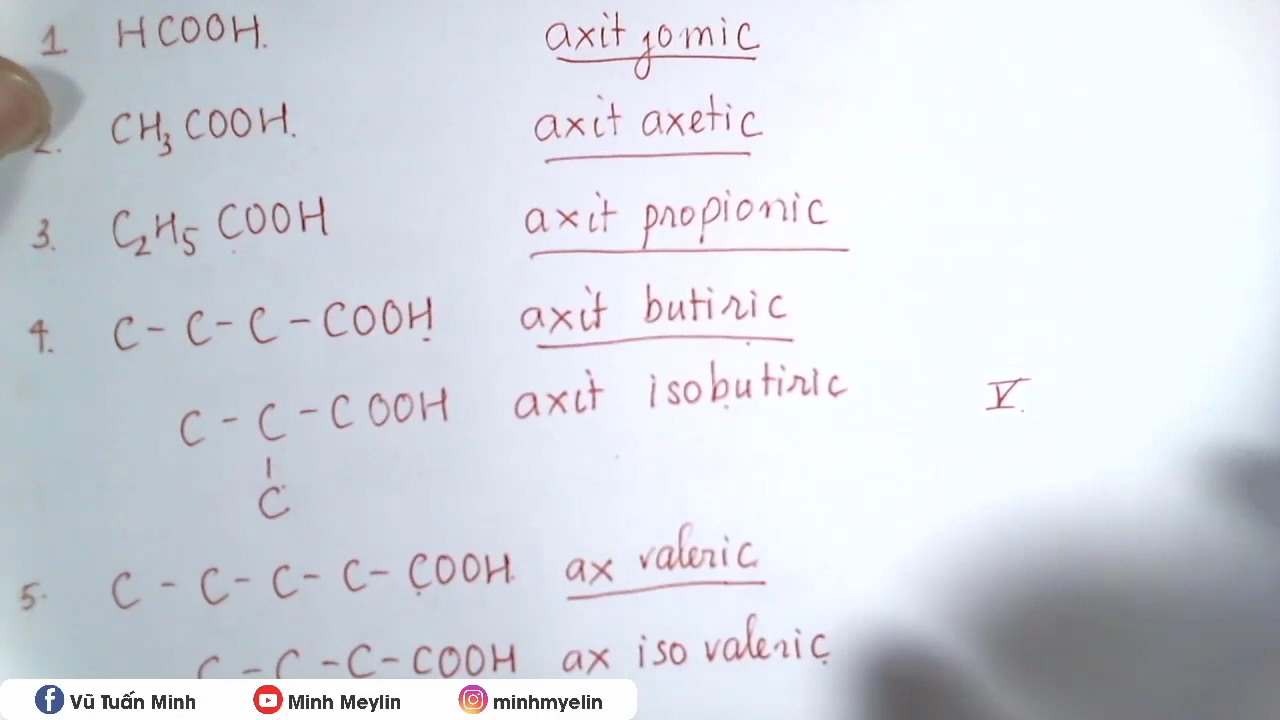 1 HCOOH. axit fomic
2. CH3COOH. axit axetic
3. C2H5COOH axit propionic
4. C-C-C-COOH axit butiric
C-C-COOH axit isobutiric V.
C
5. C-C-C-C-COOH ax valeric
C-C-C-COOH ax iso valeric
Vũ Tuấn Minh Minh Meylin minhmyelin